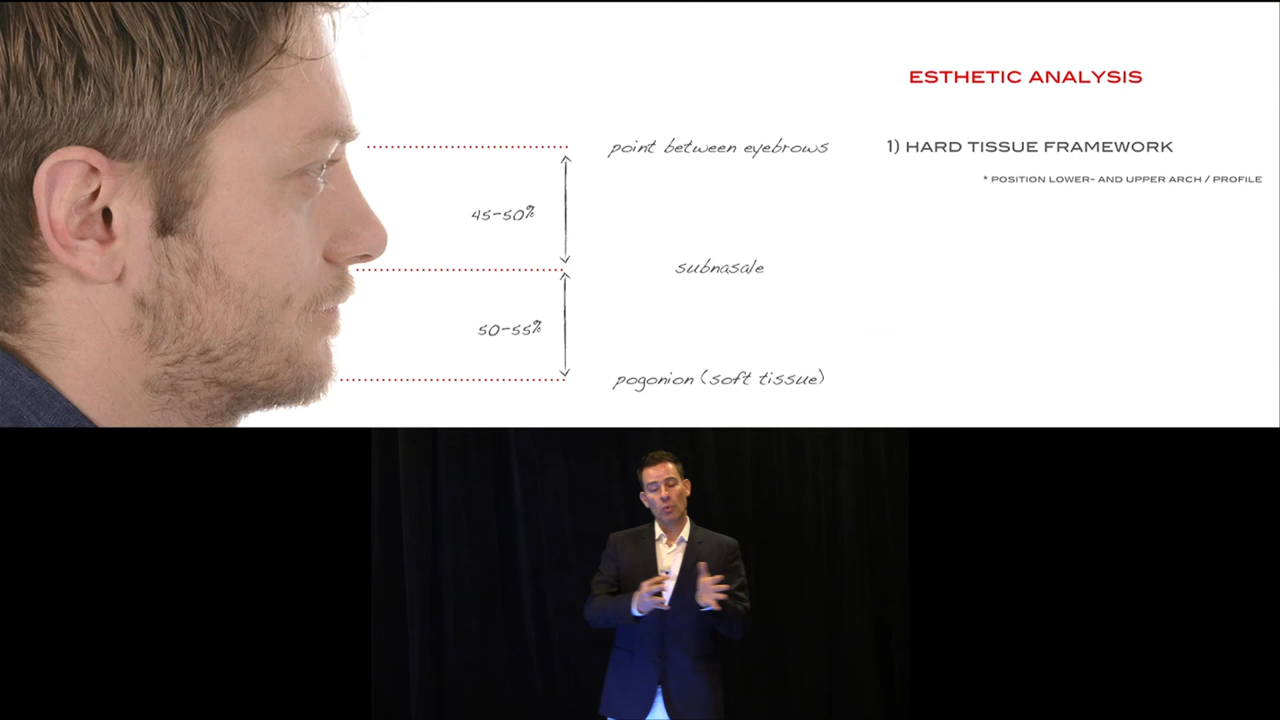 ESTHETIC ANALYSIS
point between eyebrows
1) HARD TISSUE FRAMEWORK
* POSITION LOWER- AND UPPER ARCH / PROFILE
45-50%
subnasale
50-55%
pogonion (soft tissue)